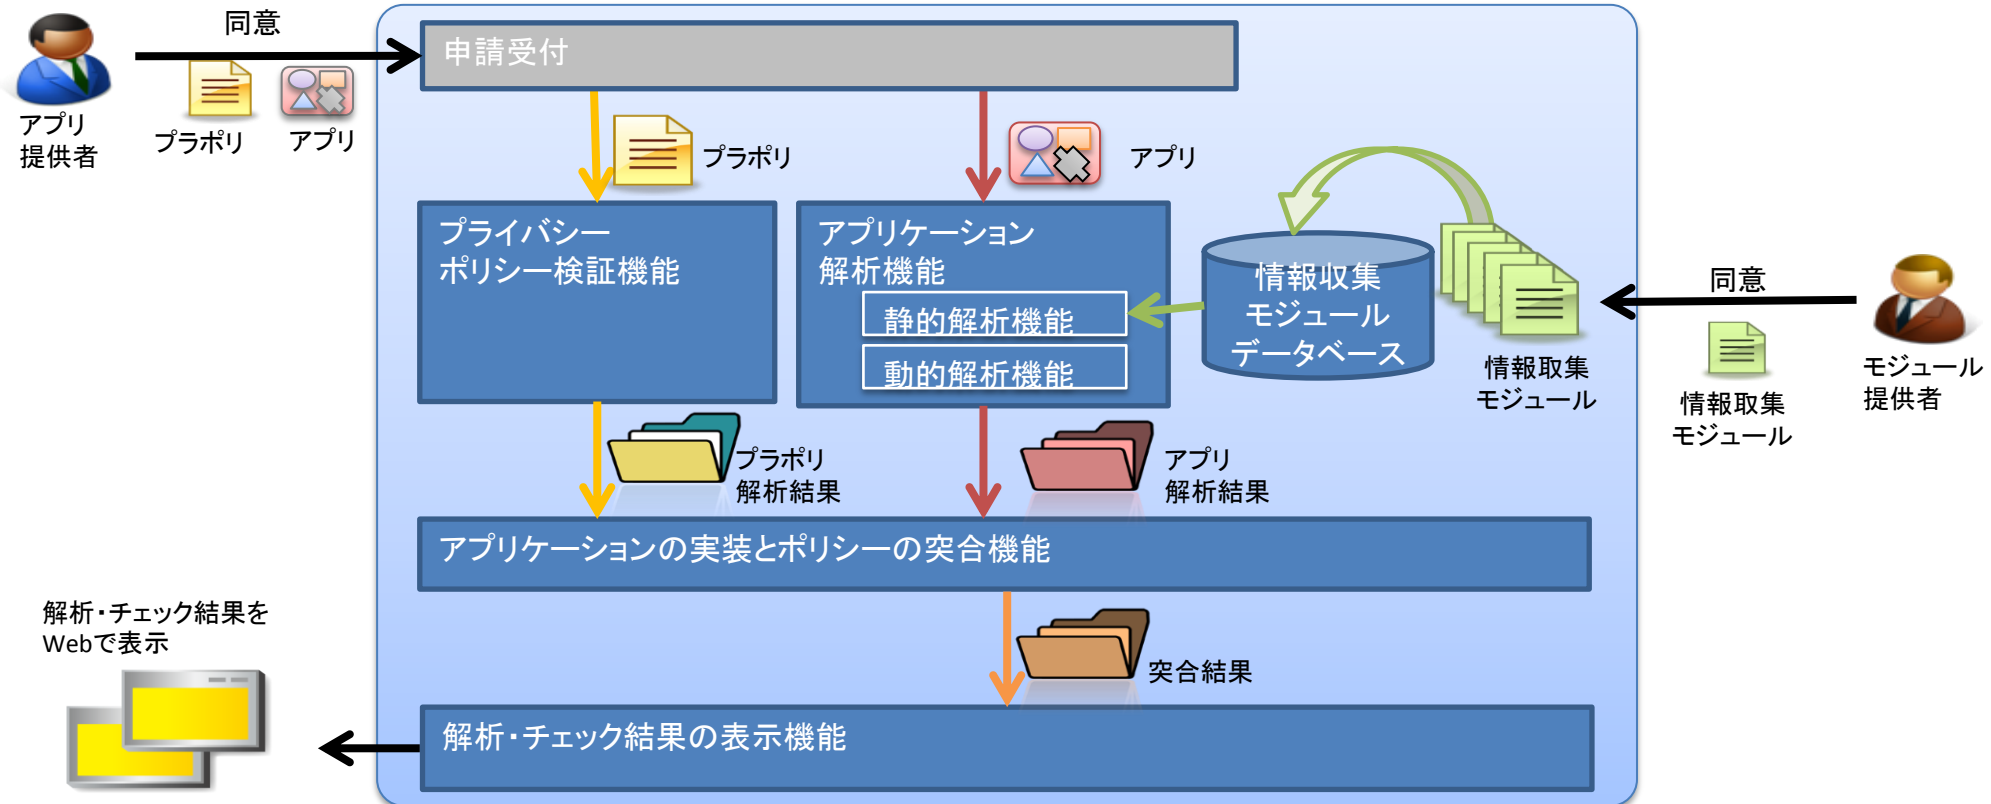 同意
申請受付
アプリ
提供者
プラポリ
アプリ
プラポリ
アプリ
プライバシー
ポリシー検証機能
アプリケーション
解析機能
静的解析機能
動的解析機能
情報収集
モジュール
データベース
情報取集
モジュール
同意
情報取集
モジュール
モジュール
提供者
プラポリ
解析結果
アプリ
解析結果
アプリケーションの実装とポリシーの突合機能
解析・チェック結果を
Webで表示
突合結果
解析・チェック結果の表示機能